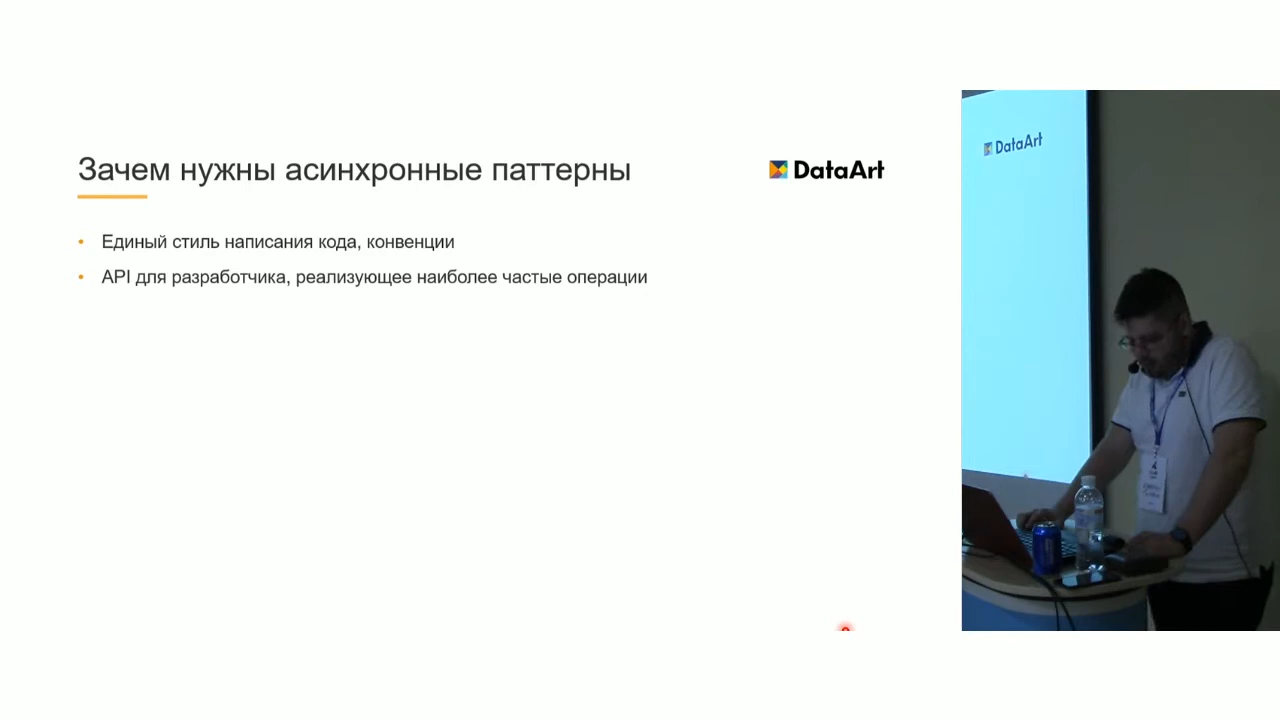 Зачем нужны асинхронные паттерны
DataArt
• Единый стиль написания кода, конвенции
• API для разработчика, реализующее наиболее частые операции
DataArt